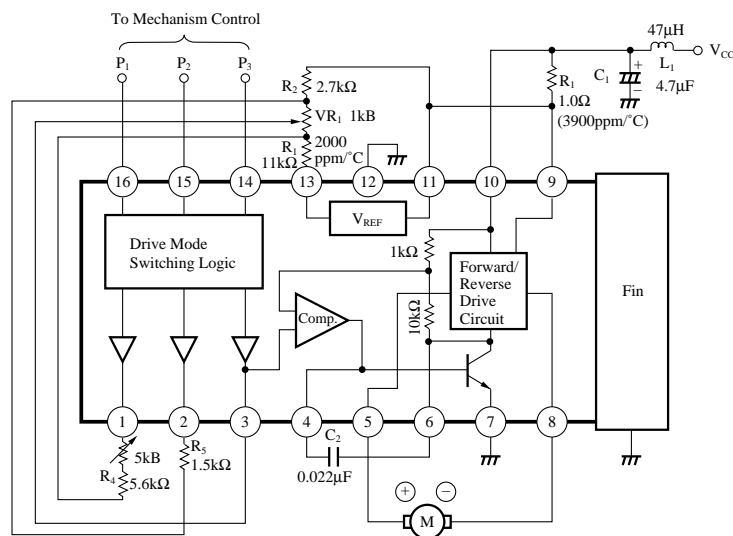 To Mechanism Control
P₁
P₂
P₃
R₂
2.7kΩ
VR₁ 1kB
R₁
11kΩ
2000
ppm/°C
47μH
L₁
VCC
C₁
+
−
4.7μF
R₁
1.0Ω
(3900ppm/°C)
16
15
14
13
12
11
10
9
VREF
Drive Mode
Switching Logic
1kΩ
10kΩ
Comp.
Forward/
Reverse
Drive
Circuit
Fin
1
2
3
4
5
6
7
8
5kB
R₄
5.6kΩ
R₅
1.5kΩ
C₂
0.022μF
+
−
M